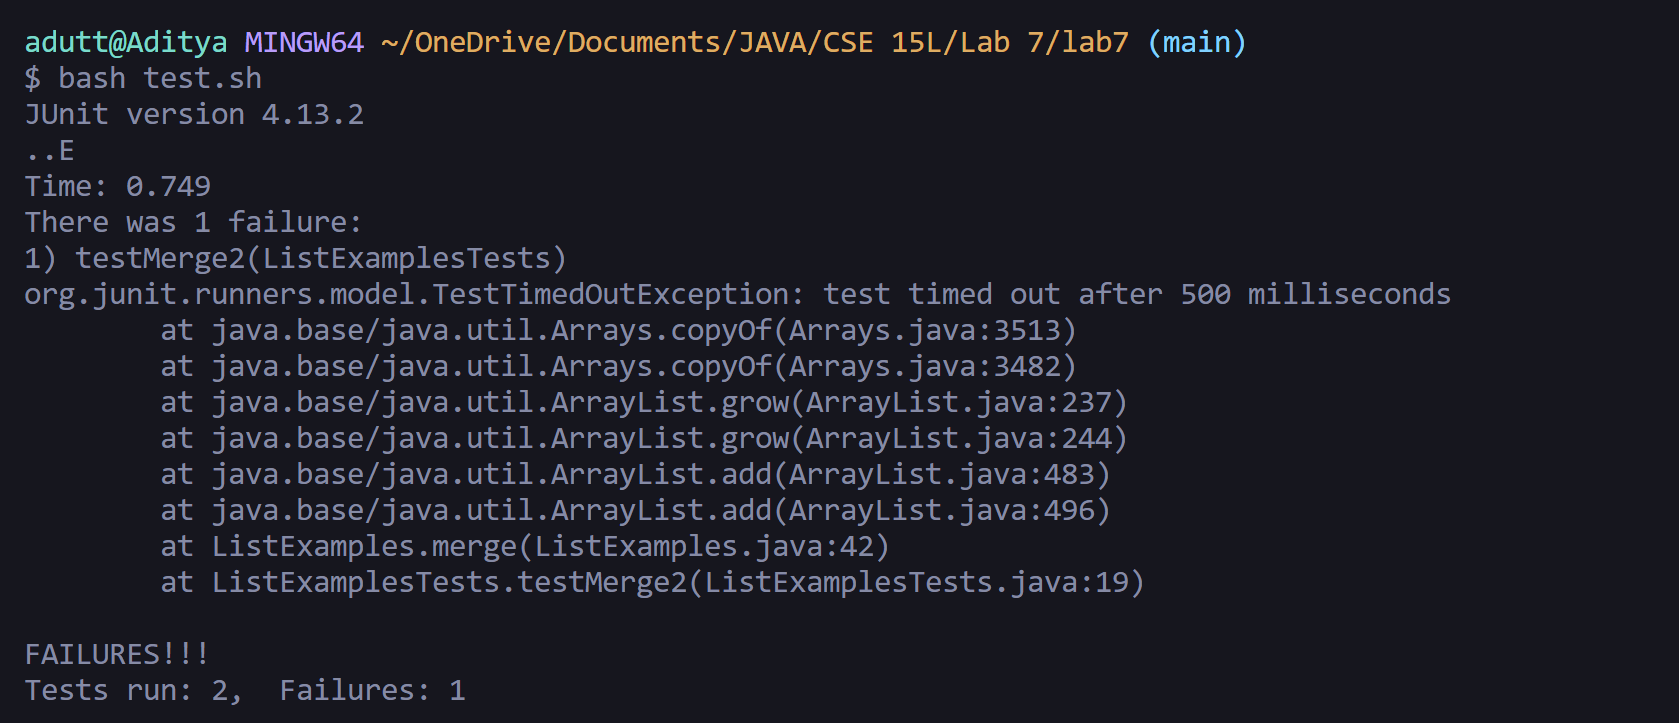 adutt@Aditya MINGW64 ~/OneDrive/Documents/JAVA/CSE 15L/Lab 7/lab7 (main)
$ bash test.sh
JUnit version 4.13.2
..E
Time: 0.749
There was 1 failure:
1) testMerge2(ListExamplesTests)
org.junit.runners.model.TestTimedOutException: test timed out after 500 milliseconds
        at java.base/java.util.Arrays.copyOf(Arrays.java:3513)
        at java.base/java.util.Arrays.copyOf(Arrays.java:3482)
        at java.base/java.util.ArrayList.grow(ArrayList.java:237)
        at java.base/java.util.ArrayList.grow(ArrayList.java:244)
        at java.base/java.util.ArrayList.add(ArrayList.java:483)
        at java.base/java.util.ArrayList.add(ArrayList.java:496)
        at ListExamples.merge(ListExamples.java:42)
        at ListExamplesTests.testMerge2(ListExamplesTests.java:19)

FAILURES!!!
Tests run: 2,  Failures: 1